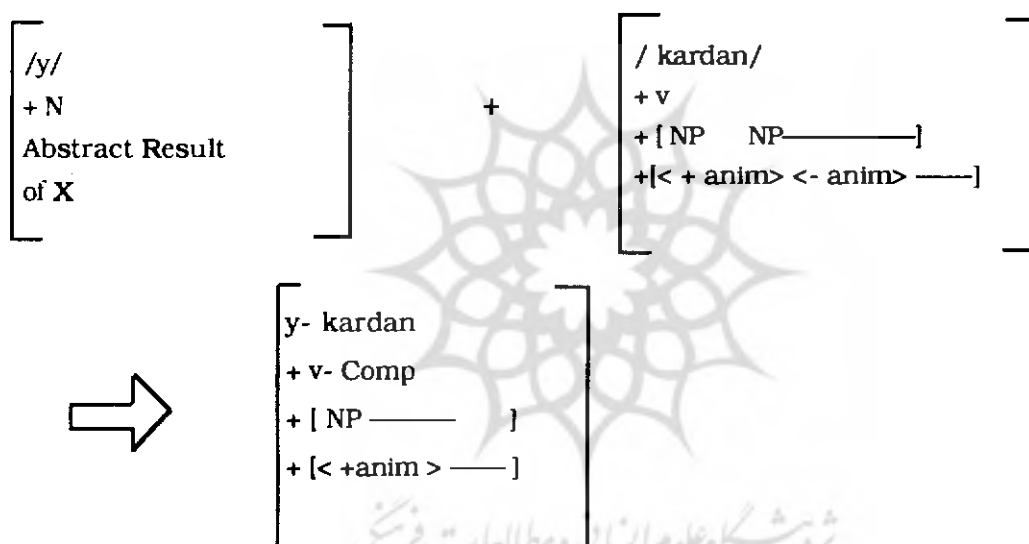 /y/
+ N
Abstract Result
of X
+
/ kardan/
+ v
+ [ NP NP———]
+[< + anim> <- anim> ——]
y- kardan
+ v- Comp
+ [ NP ——— ]
+ [< +anim > —— ]